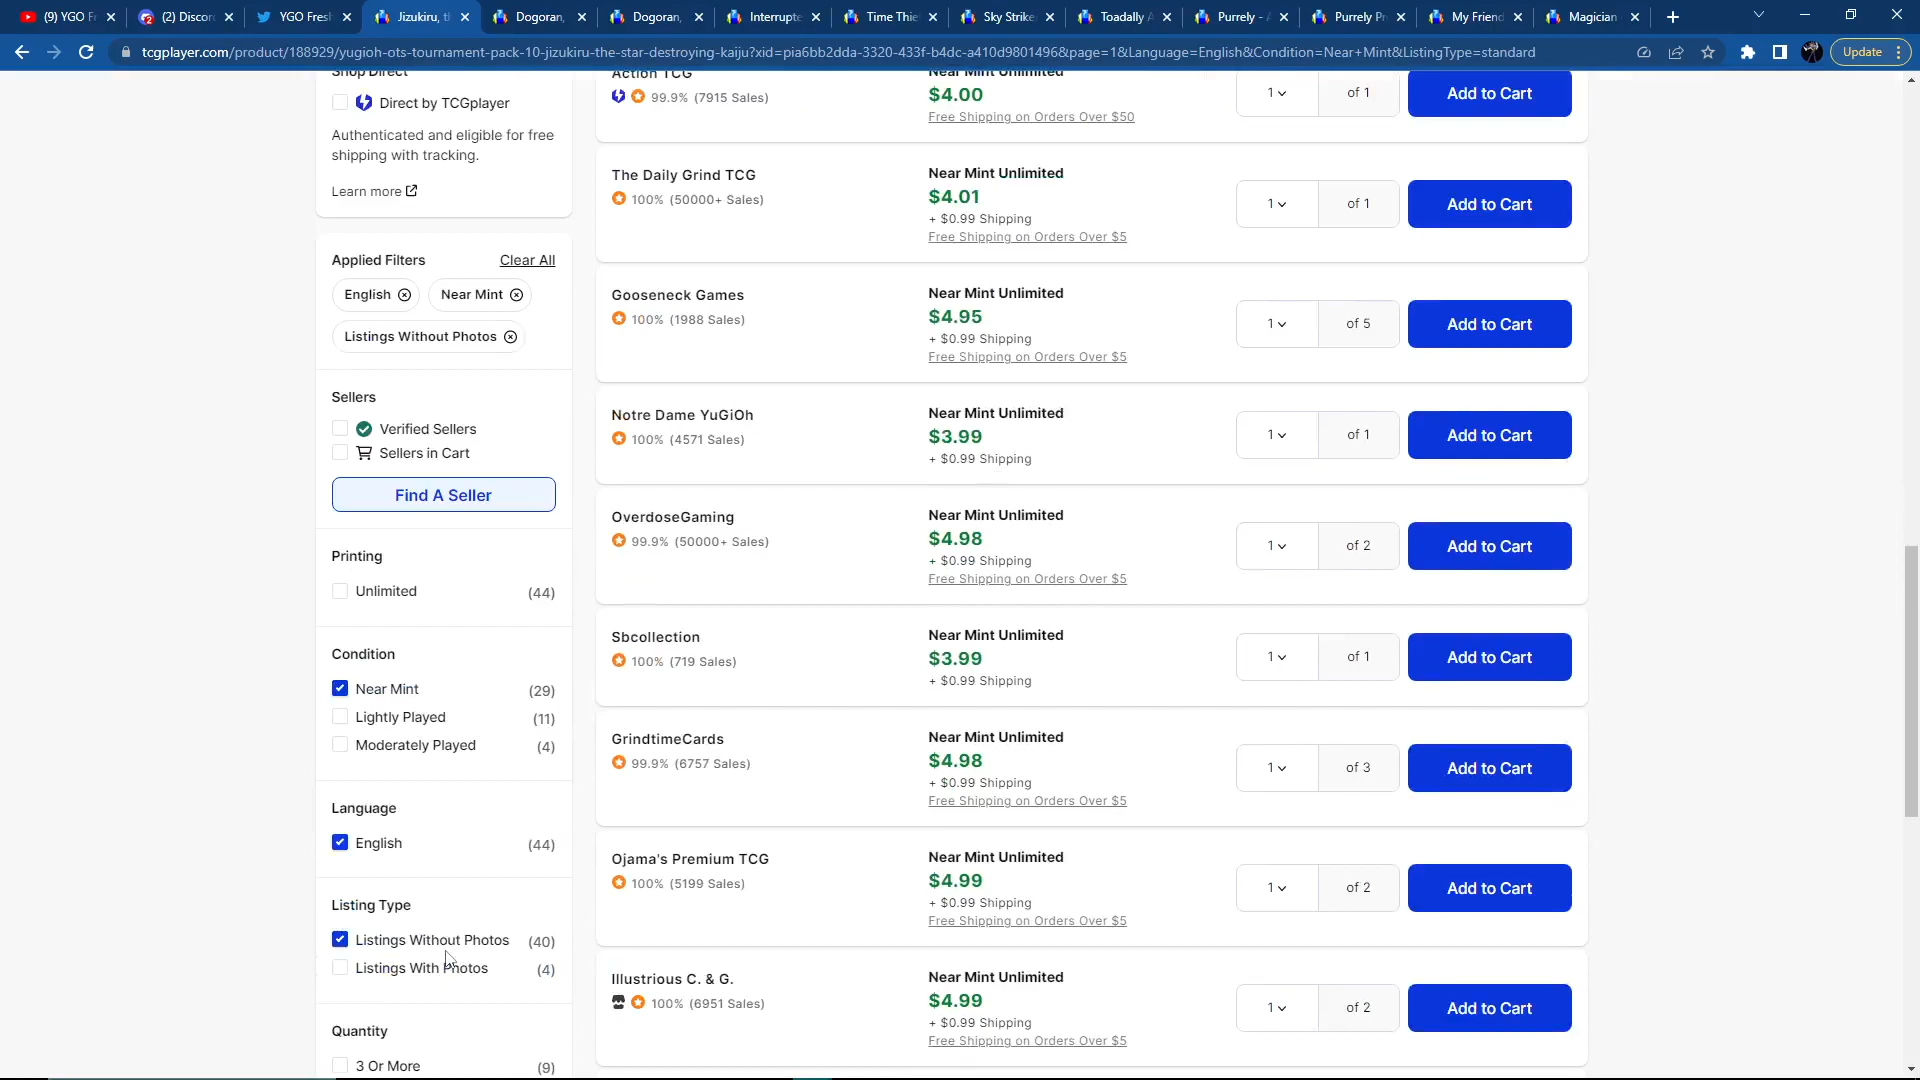 (9) YGO Fr
(2) Discor
YGO Fresh
Jizukiru, t
Dogoran,
Dogoran,
Interrupte
Time Thie
Sky Strike
Toadally A
Purrely - A
Purrely Pr
My Friend
Magician
tcgplayer.com/product/188929/yugioh-ots-tournament-pack-10-jizukiru-the-star-destroying-kaiju?xid=pia6bb2dda-3320-433f-b4dc-a410d9801496&page=1&Language=English&Condition=Near+Mint&ListingType=standard
Update
Shop Direct
Direct by TCGplayer
Authenticated and eligible for free
shipping with tracking.
Learn more
Applied Filters Clear All
English Near Mint
Listings Without Photos
Sellers
Verified Sellers
Sellers in Cart
Find A Seller
Printing
Unlimited (44)
Condition
Near Mint (29)
Lightly Played (11)
Moderately Played (4)
Language
English (44)
Listing Type
Listings Without Photos (40)
Listings With Photos (4)
Quantity
3 Or More (9)
Action TCG
99.9% (7915 Sales)
Near Mint Unlimited
$4.00
Free Shipping on Orders Over $50
1 of 1 Add to Cart
The Daily Grind TCG
100% (50000+ Sales)
Near Mint Unlimited
$4.01
+ $0.99 Shipping
Free Shipping on Orders Over $5
1 of 1 Add to Cart
Gooseneck Games
100% (1988 Sales)
Near Mint Unlimited
$4.95
+ $0.99 Shipping
Free Shipping on Orders Over $5
1 of 5 Add to Cart
Notre Dame YuGiOh
100% (4571 Sales)
Near Mint Unlimited
$3.99
+ $0.99 Shipping
1 of 1 Add to Cart
OverdoseGaming
99.9% (50000+ Sales)
Near Mint Unlimited
$4.98
+ $0.99 Shipping
Free Shipping on Orders Over $5
1 of 2 Add to Cart
Sbcollection
100% (719 Sales)
Near Mint Unlimited
$3.99
+ $0.99 Shipping
1 of 1 Add to Cart
GrindtimeCards
99.9% (6757 Sales)
Near Mint Unlimited
$4.98
+ $0.99 Shipping
Free Shipping on Orders Over $5
1 of 3 Add to Cart
Ojama's Premium TCG
100% (5199 Sales)
Near Mint Unlimited
$4.99
+ $0.99 Shipping
Free Shipping on Orders Over $5
1 of 2 Add to Cart
Illustrious C. & G.
100% (6951 Sales)
Near Mint Unlimited
$4.99
+ $0.99 Shipping
Free Shipping on Orders Over $5
1 of 2 Add to Cart